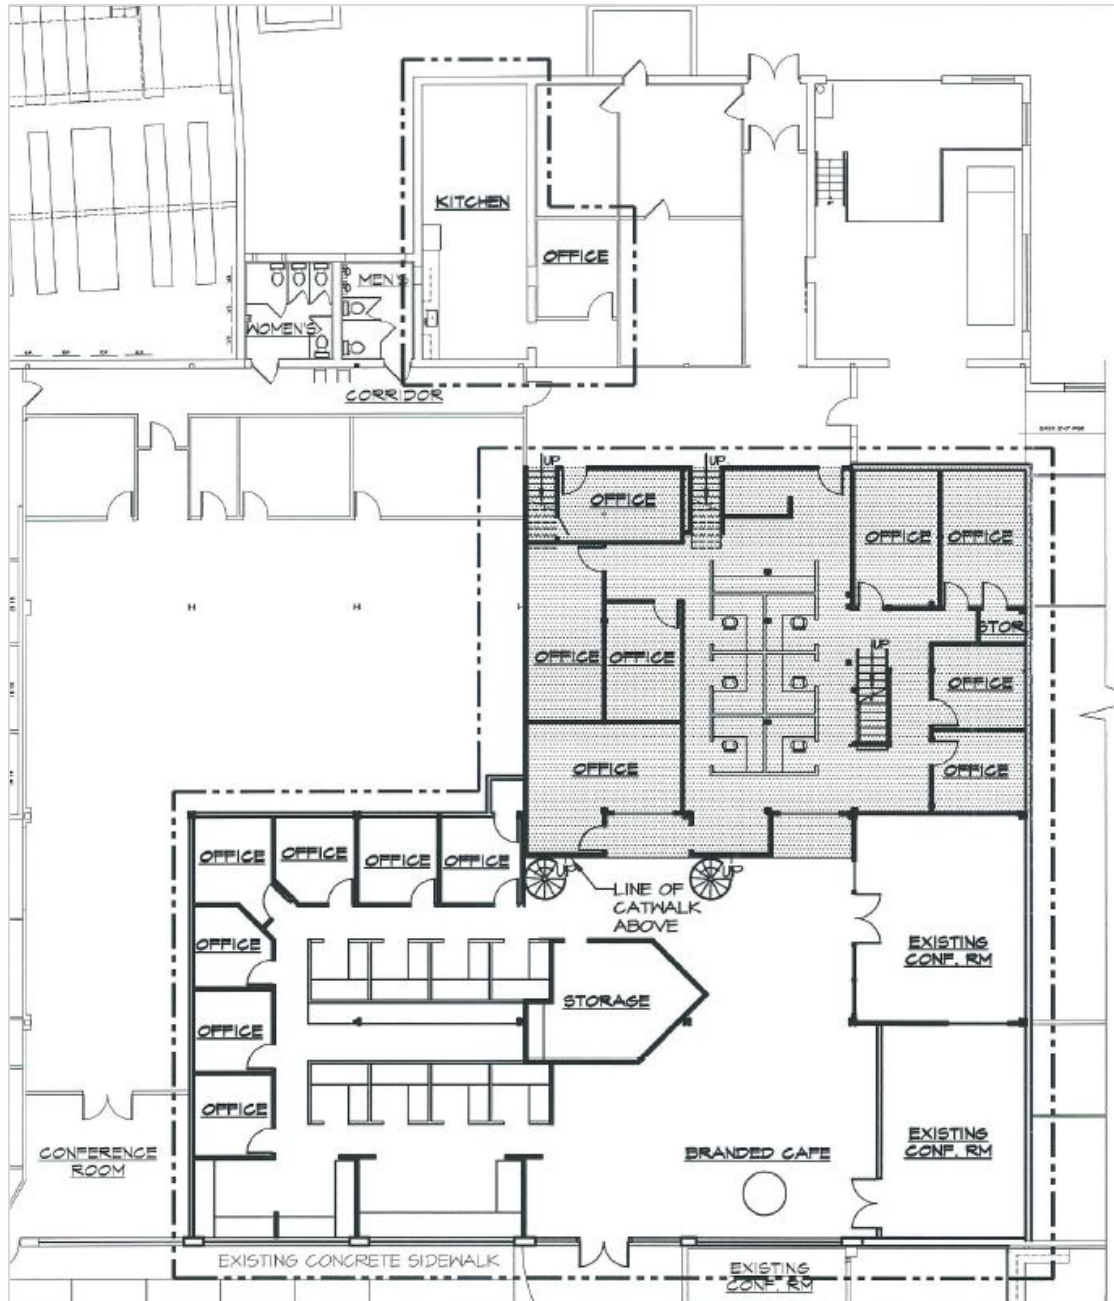 KITCHEN
OFFICE
MEN'S
WOMEN'S
CORRIDOR
UP
UP
OFFICE
OFFICE
OFFICE
STOR
OFFICE
OFFICE
UP
OFFICE
OFFICE
OFFICE
OFFICE
OFFICE
OFFICE
OFFICE
UP
UP
LINE OF
CATWALK
ABOVE
OFFICE
EXISTING
CONF. RM
STORAGE
OFFICE
OFFICE
CONFERENCE
ROOM
BRANDED CAFE
EXISTING
CONF. RM
EXISTING CONCRETE SIDEWALK
EXISTING
CONF. RM